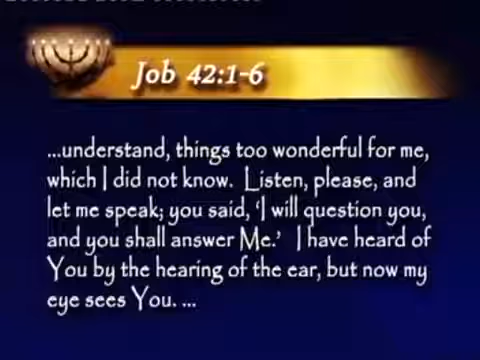 Job 42:1-6
...understand, things too wonderful for me,
which I did not know. Listen, please, and
let me speak; you said, 'I will question you,
and you shall answer Me.' I have heard of
You by the hearing of the ear, but now my
eye sees You. ...